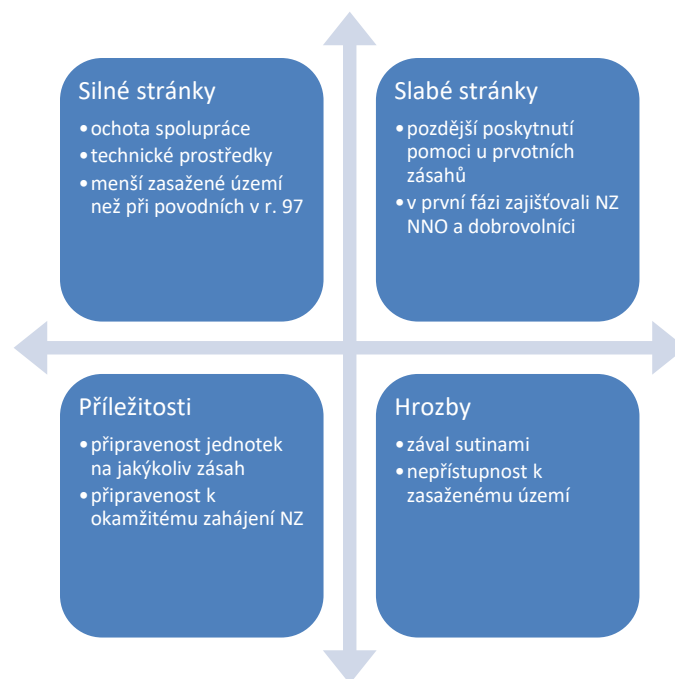 Silné stránky
•ochota spolupráce
•technické prostředky
•menší zasažené území
než při povodních v r. 97
Slabé stránky
•pozdější poskytnutí
pomoci u prvotních
zásahů
•v první fázi zajišťovali NZ
NNO a dobrovolníci
Příležitosti
•připravenost jednotek
na jakýkoliv zásah
•připravenost k
okamžitému zahájení NZ
Hrozby
•zával sutinami
•nepřístupnost k
zasaženému území